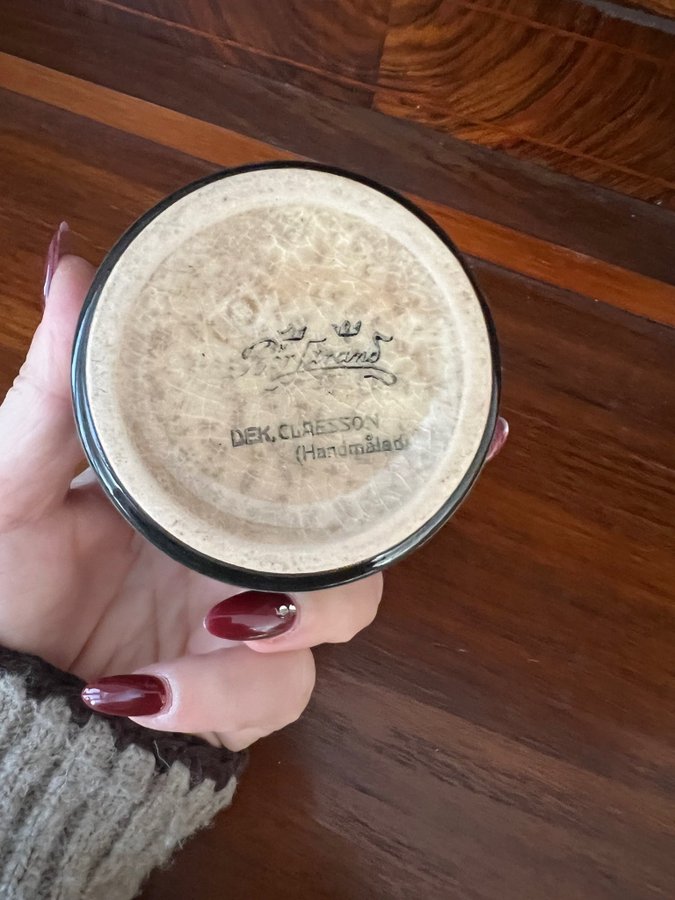 Rörstrand
DEK. CLAESSON
(Handmålad)